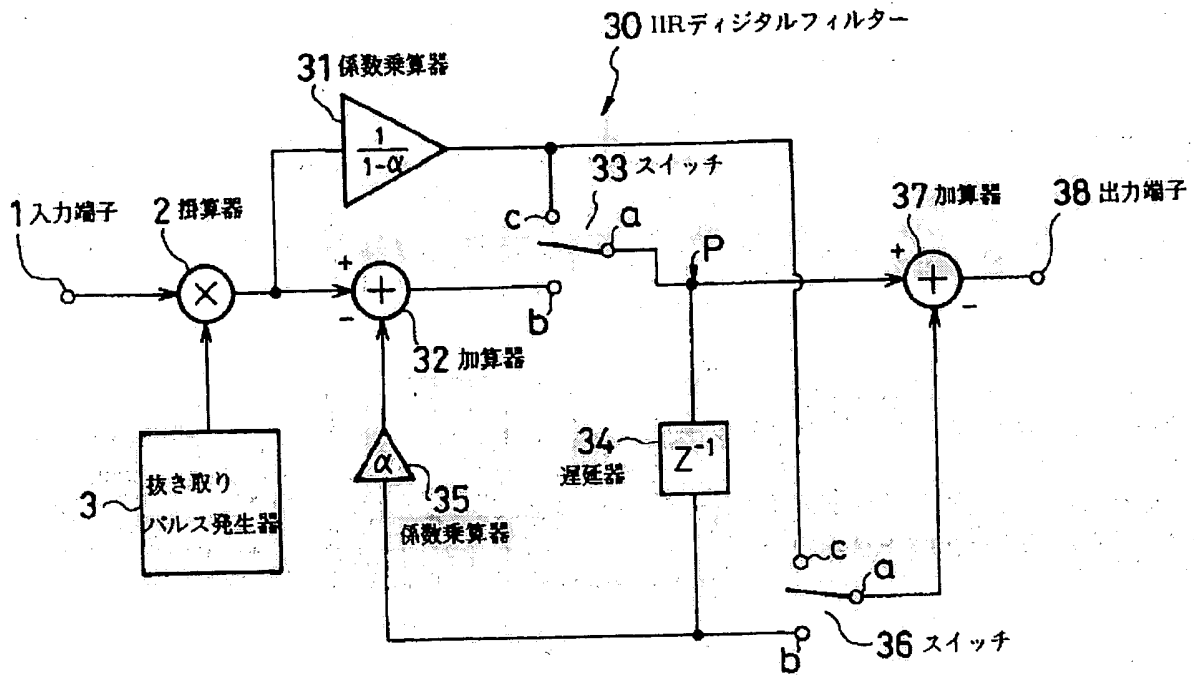 30 IIRディジタルフィルター
31 係数乗算器
1
1-α
33 スイッチ
c
a
P
1 入力端子
2 掛算器
37 加算器
38 出力端子
+
×
+
-
+
-
+
b
32 加算器
3
抜き取り
パルス発生器
α
35
係数乗算器
34
遅延器
Z⁻¹
c
a
b
36 スイッチ